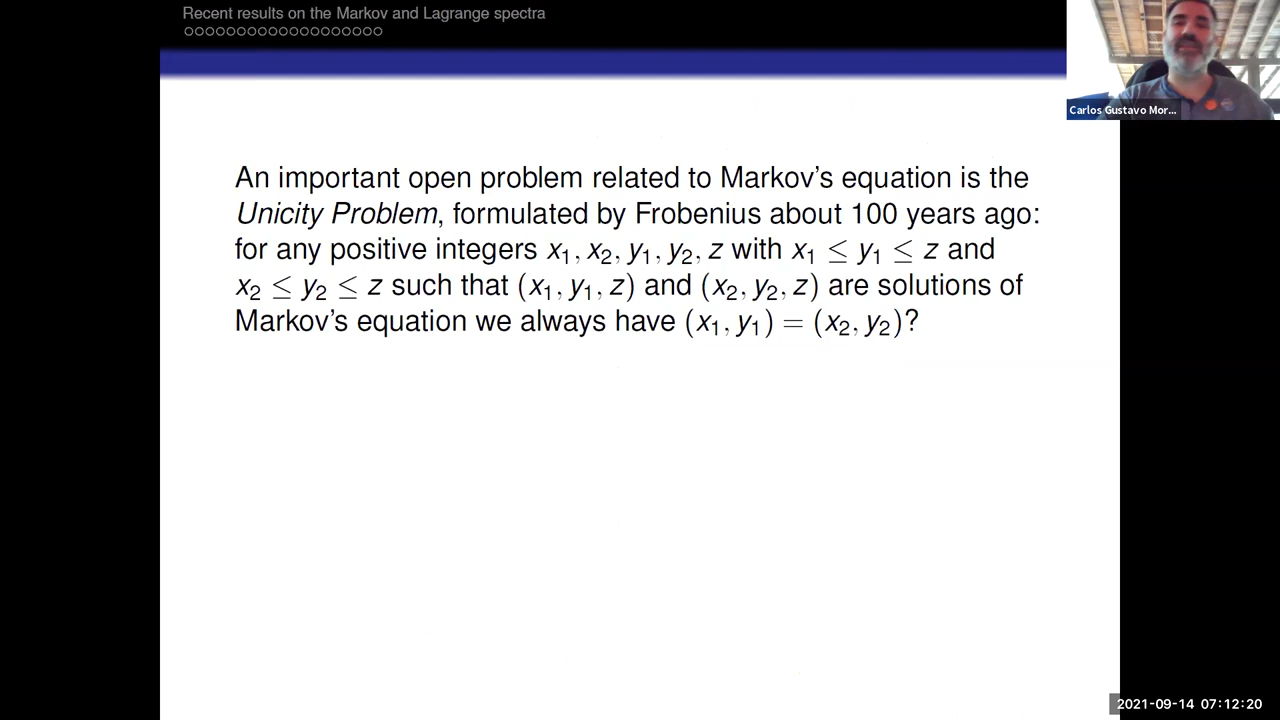 Recent results on the Markov and Lagrange spectra
Carlos Gustavo Mor...
An important open problem related to Markov's equation is the
Unicity Problem, formulated by Frobenius about 100 years ago:
for any positive integers x₁, x₂, y₁, y₂, z with x₁ ≤ y₁ ≤ z and
x₂ ≤ y₂ ≤ z such that (x₁, y₁, z) and (x₂, y₂, z) are solutions of
Markov's equation we always have (x₁, y₁) = (x₂, y₂)?
2021-09-14 07:12:20